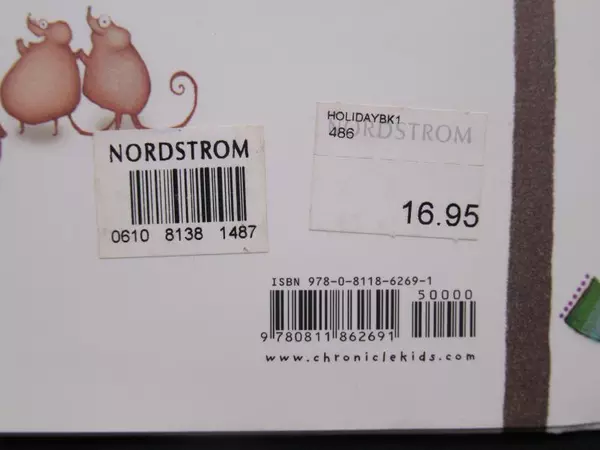 NORDSTROM
0610 8138 1487
HOLIDAYBK1
NORDSTROM
486
16.95
ISBN 978-0-8118-6269-1
50000
9 780811 862691
www.chroniclekids.com